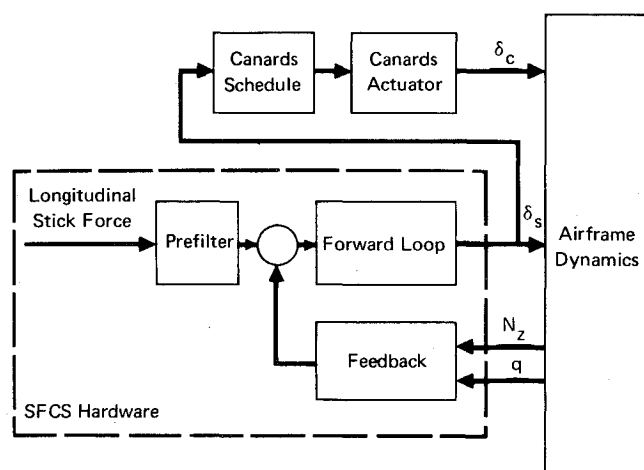 Canards
Schedule
Canards
Actuator
δc
Longitudinal
Stick Force
Prefilter
Forward Loop
δs
Airframe
Dynamics
Feedback
Nz
q
SFCS Hardware